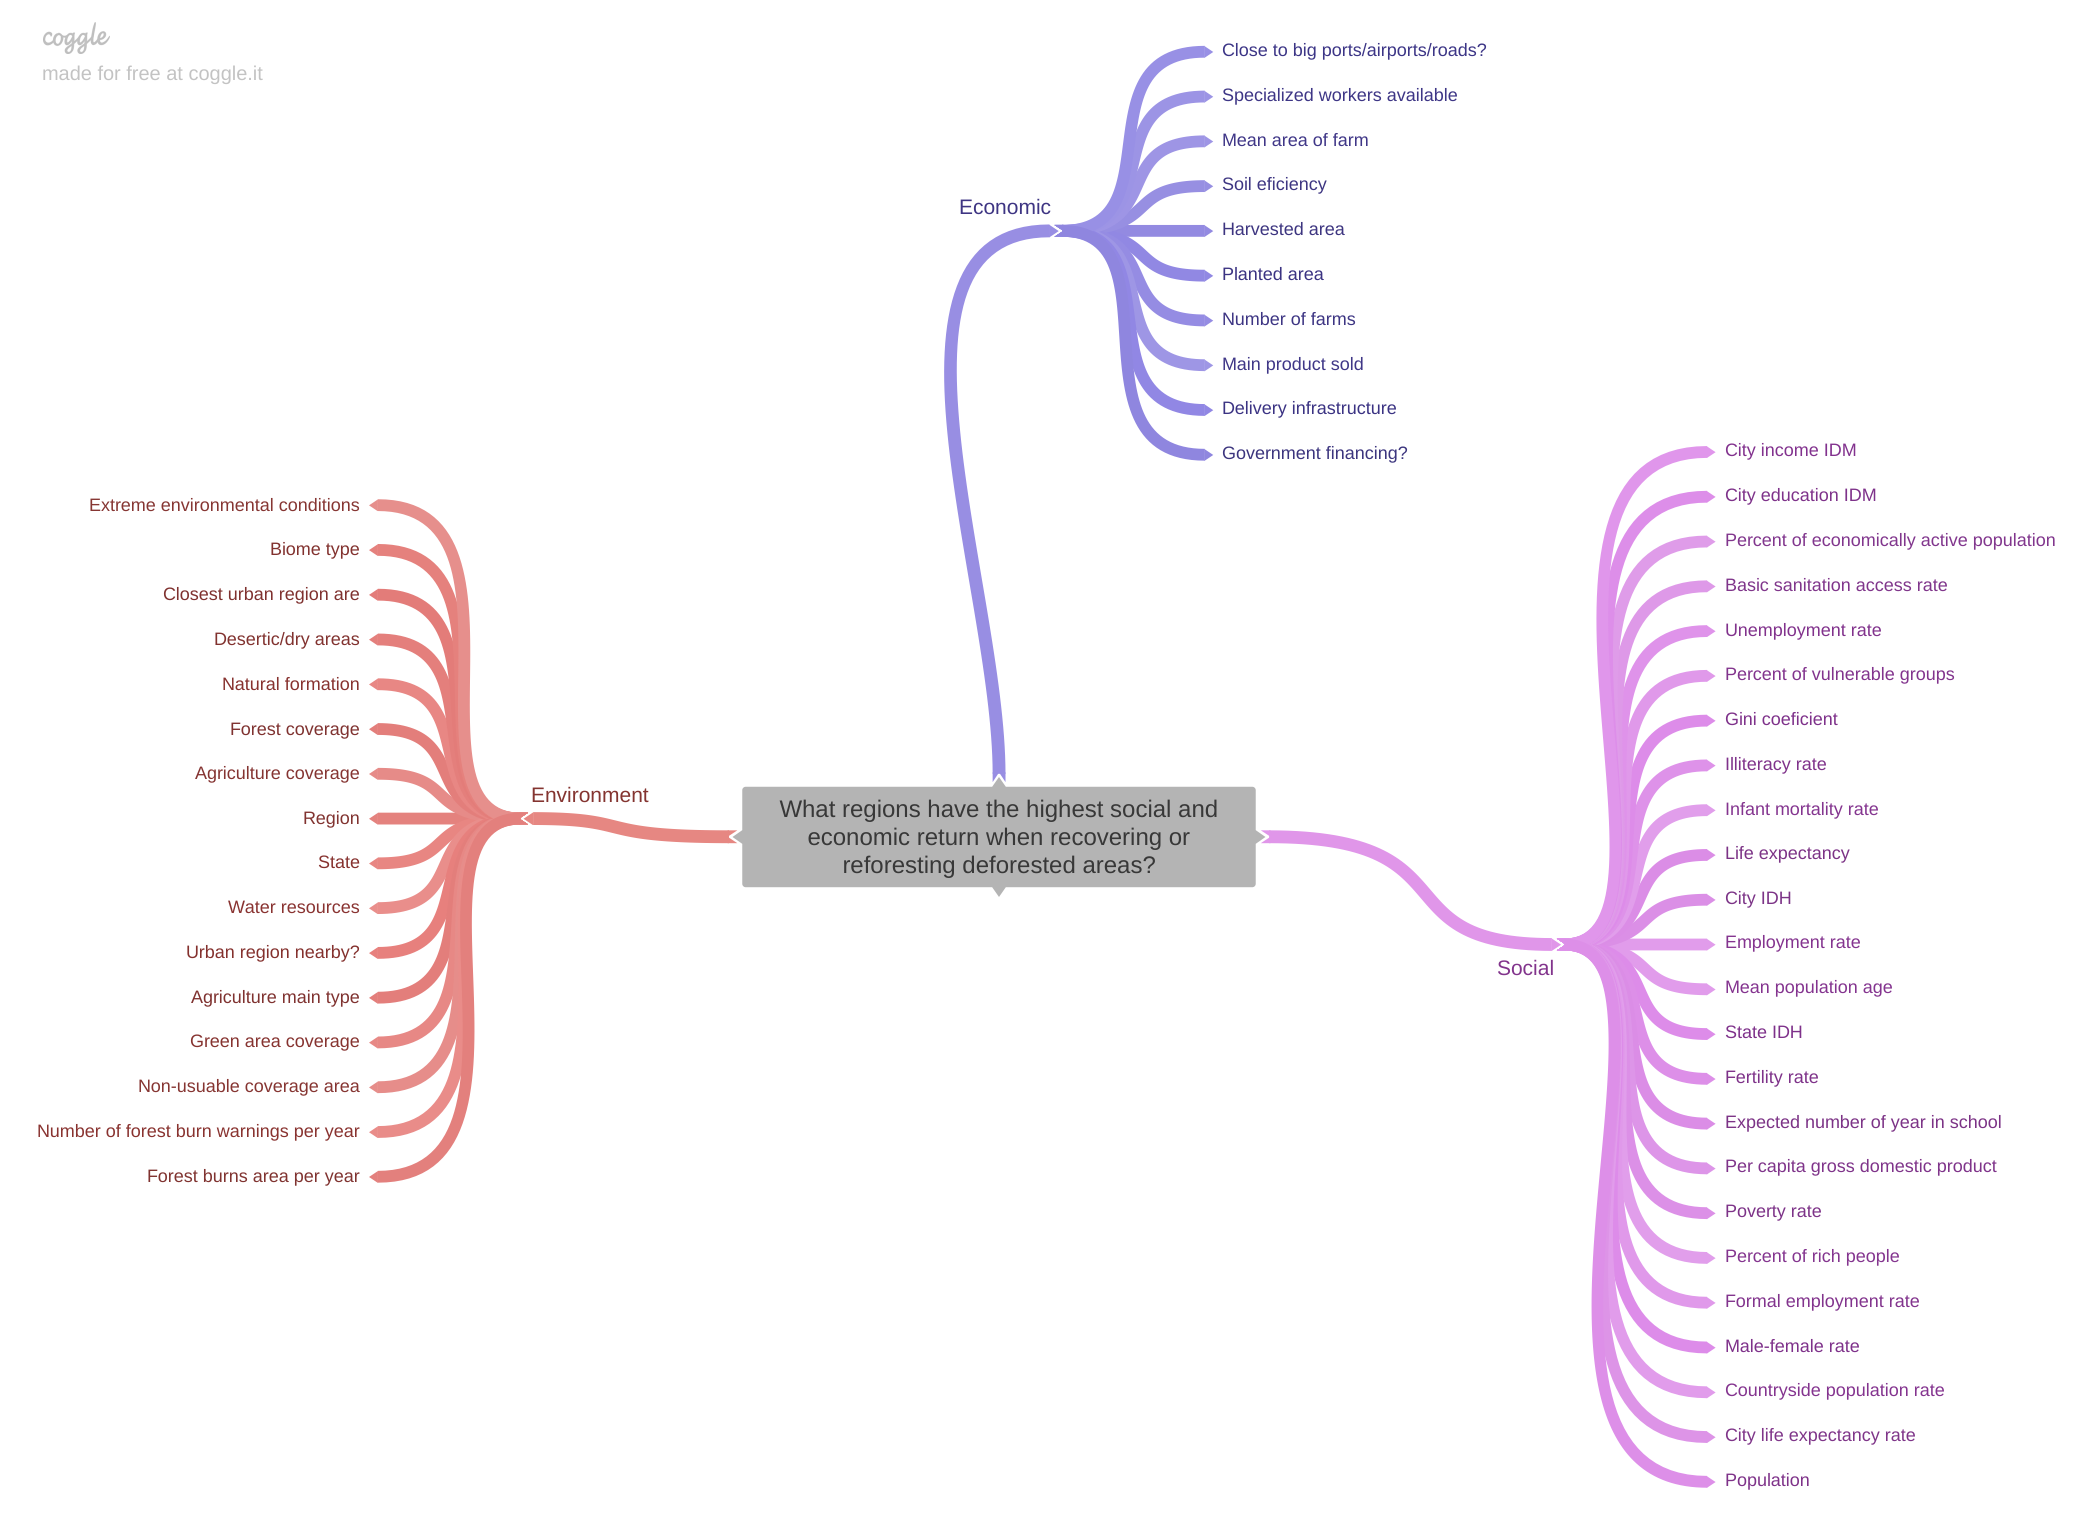 coggle
made for free at coggle.it
Close to big ports/airports/roads?
Specialized workers available
Mean area of farm
Soil eficiency
Economic
Harvested area
Planted area
Number of farms
Main product sold
Delivery infrastructure
Government financing?
Extreme environmental conditions
Biome type
Closest urban region are
Desertic/dry areas
Natural formation
Forest coverage
Agriculture coverage
Environment
Region
State
Water resources
Urban region nearby?
Agriculture main type
Green area coverage
Non-usuable coverage area
Number of forest burn warnings per year
Forest burns area per year
What regions have the highest social and
economic return when recovering or
reforesting deforested areas?
City income IDM
City education IDM
Percent of economically active population
Basic sanitation access rate
Unemployment rate
Percent of vulnerable groups
Gini coeficient
Illiteracy rate
Infant mortality rate
Life expectancy
City IDH
Employment rate
Social
Mean population age
State IDH
Fertility rate
Expected number of year in school
Per capita gross domestic product
Poverty rate
Percent of rich people
Formal employment rate
Male-female rate
Countryside population rate
City life expectancy rate
Population